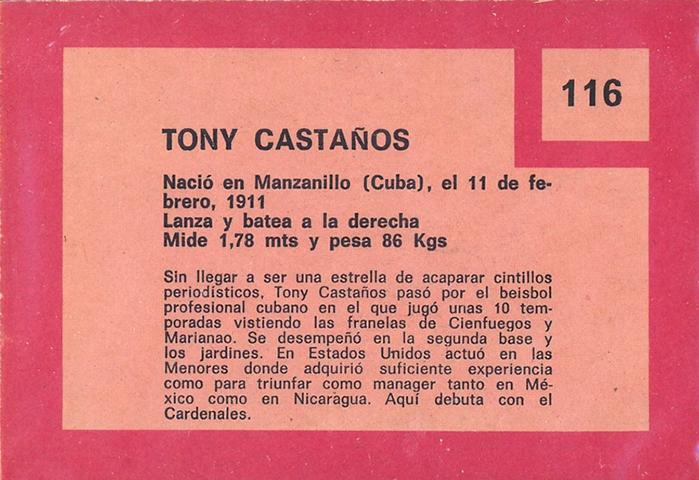 116
TONY CASTAÑOS
Nació en Manzanillo (Cuba), el 11 de fe-
brero, 1911
Lanza y batea a la derecha
Mide 1,78 mts y pesa 86 Kgs
Sin llegar a ser una estrella de acaparar cintillos
periodísticos, Tony Castaños pasó por el beisbol
profesional cubano en el que jugó unas 10 tem-
poradas vistiendo las franelas de Cienfuegos y
Marianao. Se desempeñó en la segunda base y
los jardines. En Estados Unidos actuó en las
Menores donde adquirió suficiente experiencia
como para triunfar como manager tanto en Mé-
xico como en Nicaragua. Aquí debuta con el
Cardenales.